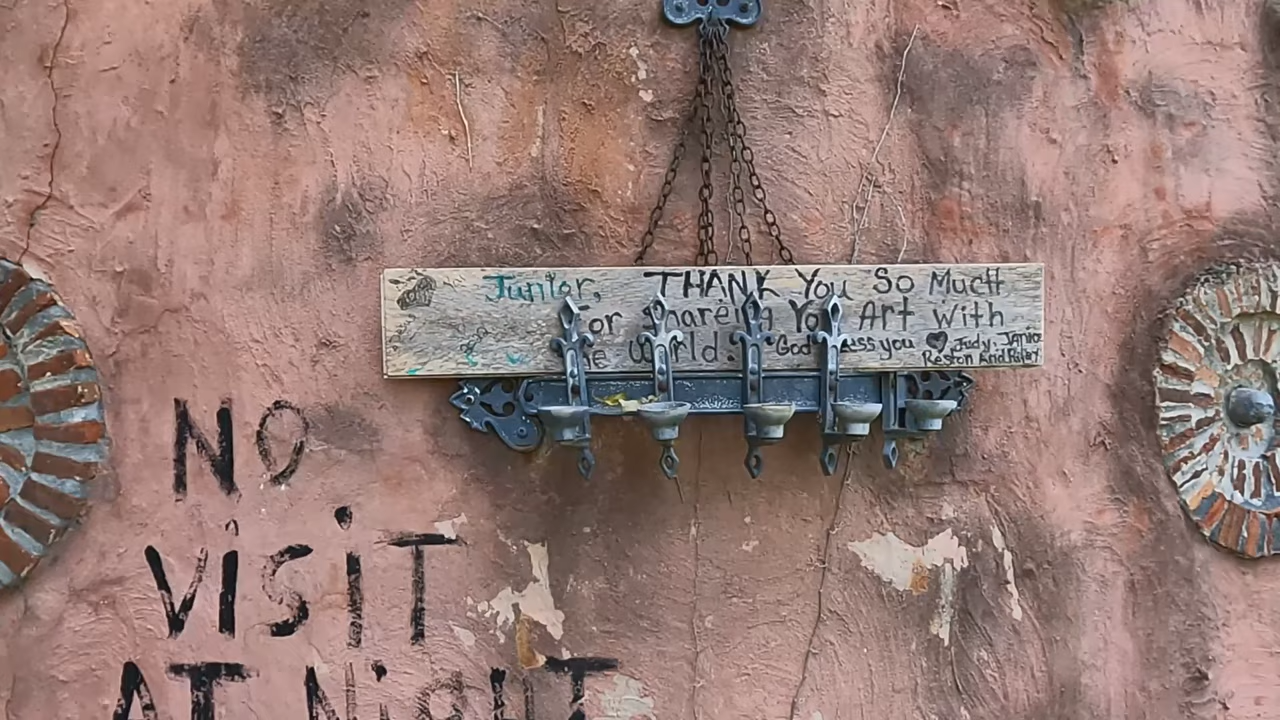 Junior, THANK You So Much
For Shareing Your Art With
the World. God Bless you Judy, Janie
Reston And Riley
NO
VISIT
AT NIGHT